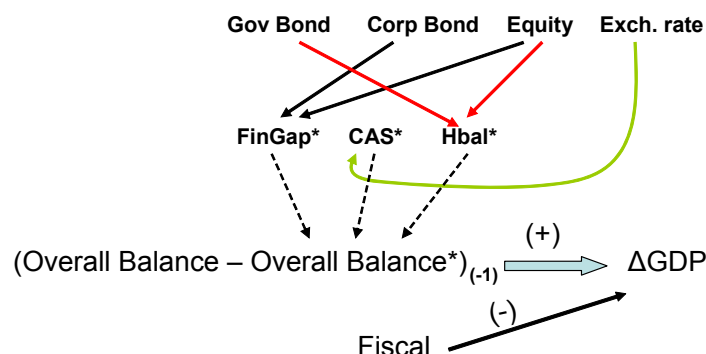 Gov Bond Corp Bond Equity Exch. rate
FinGap* CAS* Hbal*
(+)
(Overall Balance – Overall Balance*)(-1) ΔGDP
(-)
Fiscal